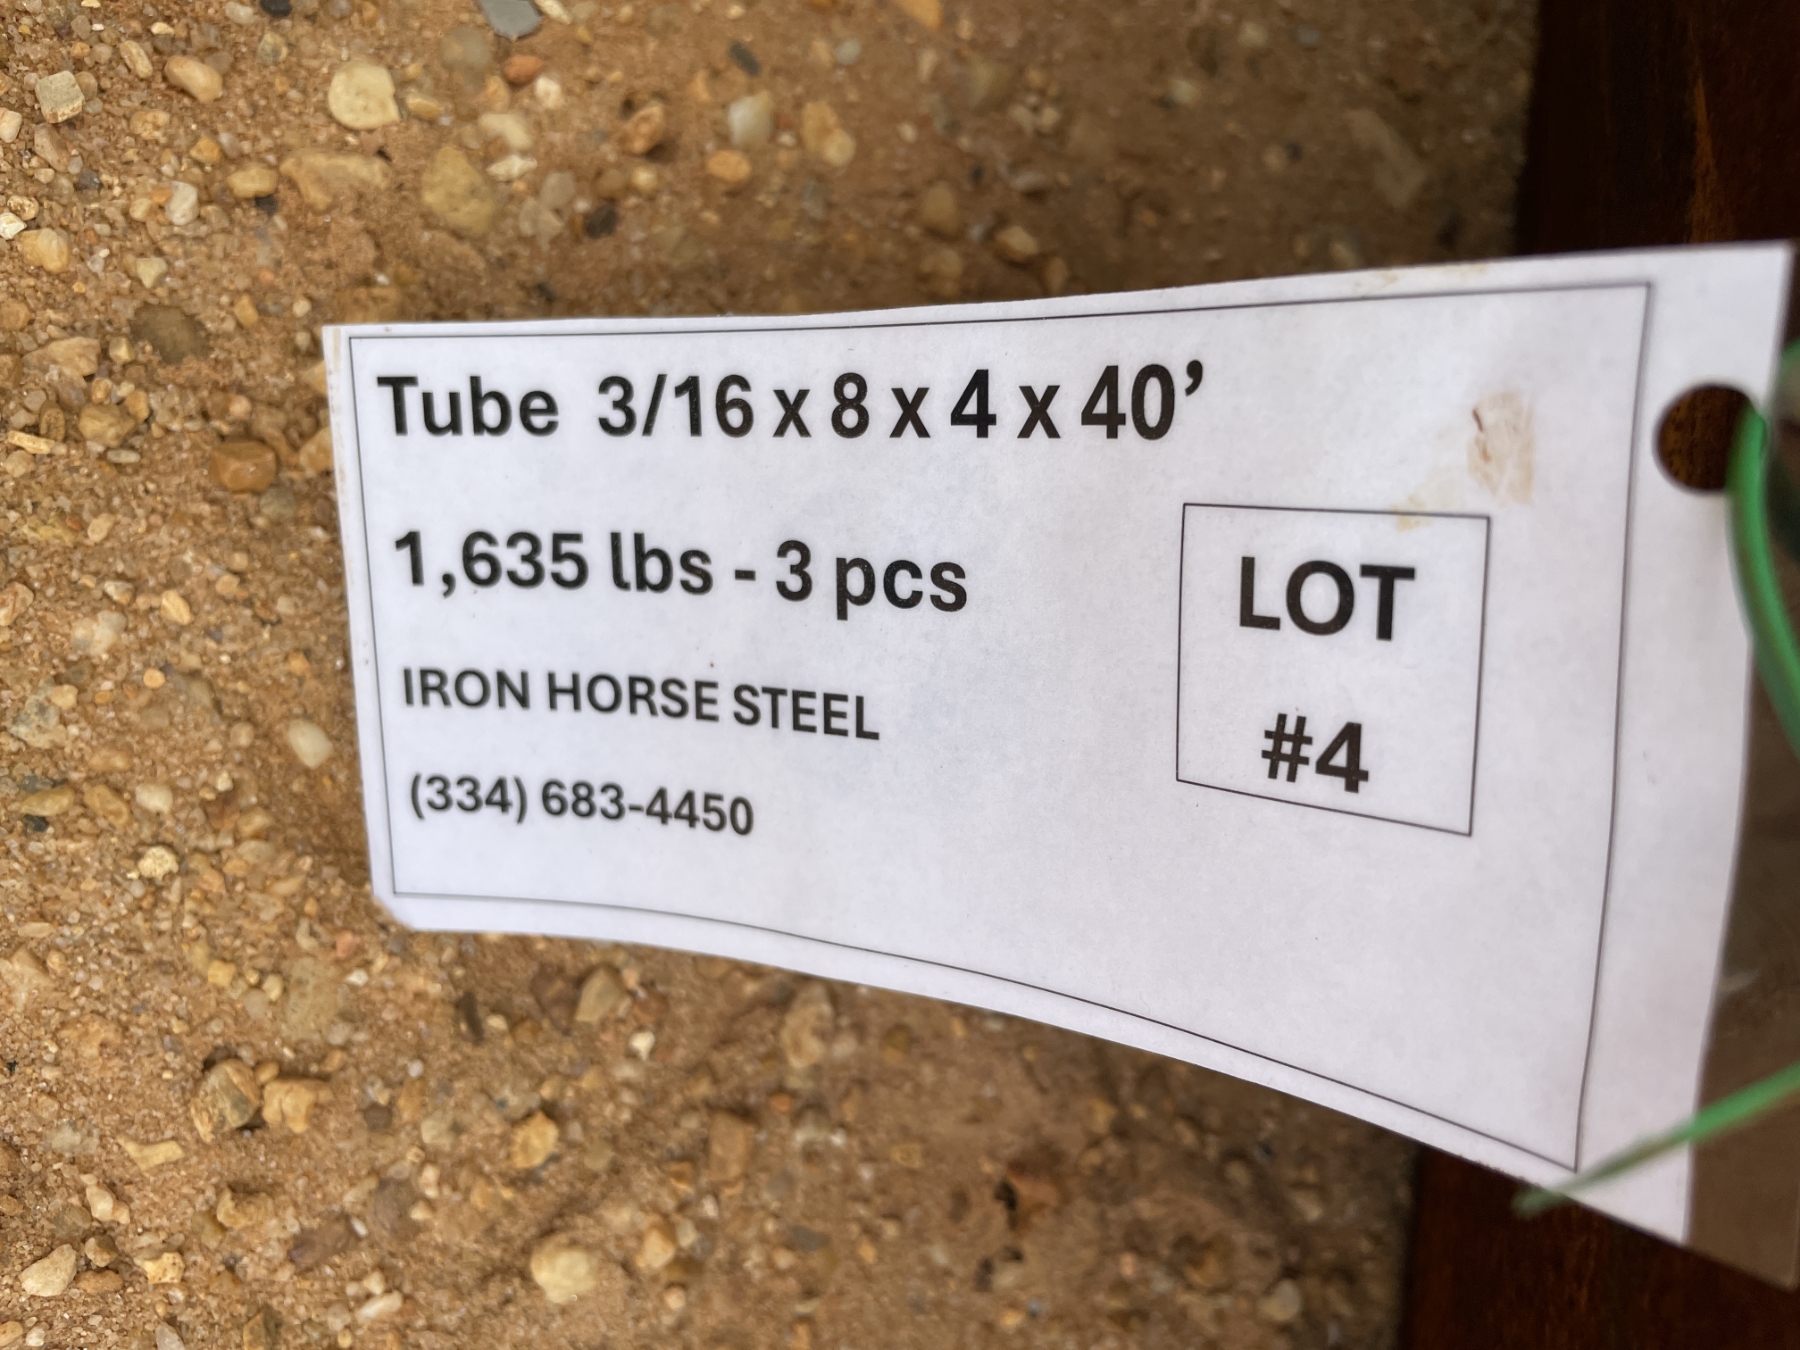 Tube 3/16 x 8 x 4 x 40’
1,635 lbs - 3 pcs
IRON HORSE STEEL
(334) 683-4450
LOT
#4